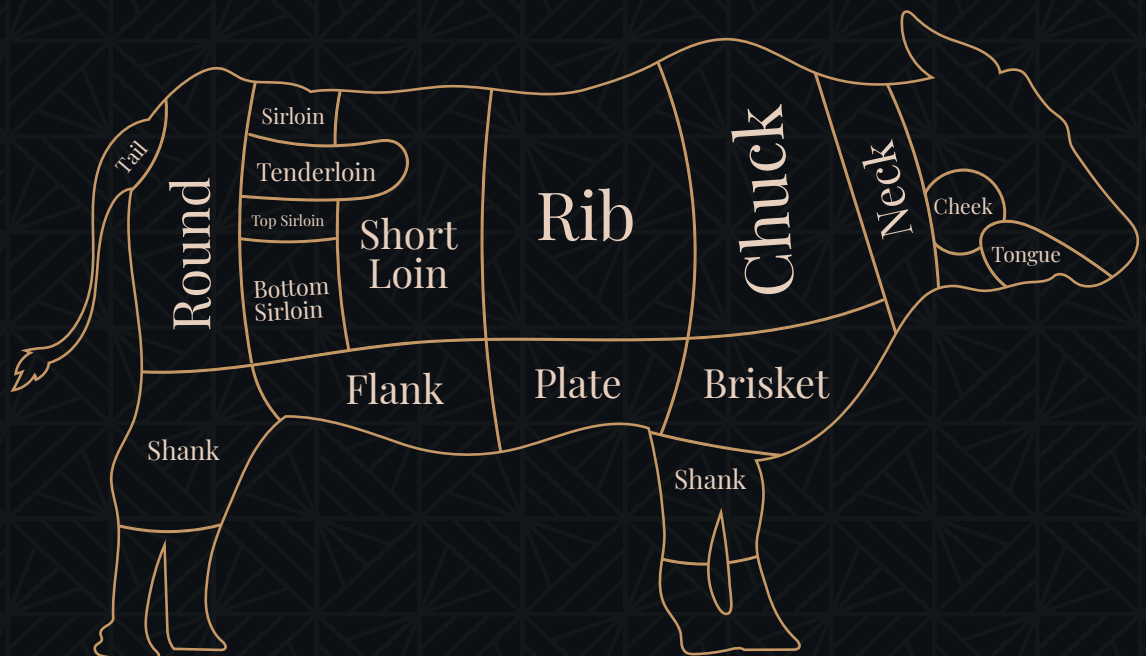 Tail
Round
Sirloin
Tenderloin
Top Sirloin
Bottom
Sirloin
Short
Loin
Rib
Chuck
Neck
Cheek
Tongue
Flank
Plate
Brisket
Shank
Shank